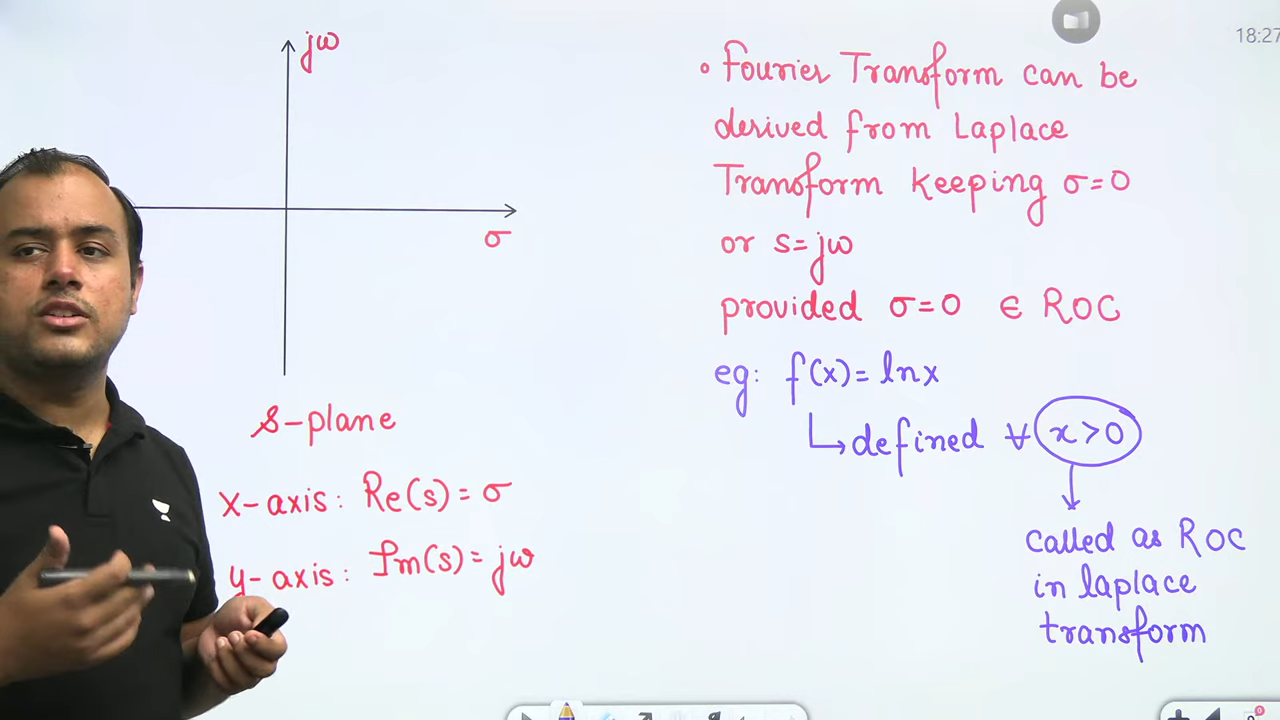 jω
σ
s-plane
x-axis: Re(s) = σ
y-axis: Im(s) = jω
• Fourier Transform can be
derived from Laplace
Transform keeping σ=0
or s=jω
provided σ=0 ∈ ROC
eg: f(x)= lnx
↳ defined ∀ x>0
called as ROC
in laplace
transform
18:27